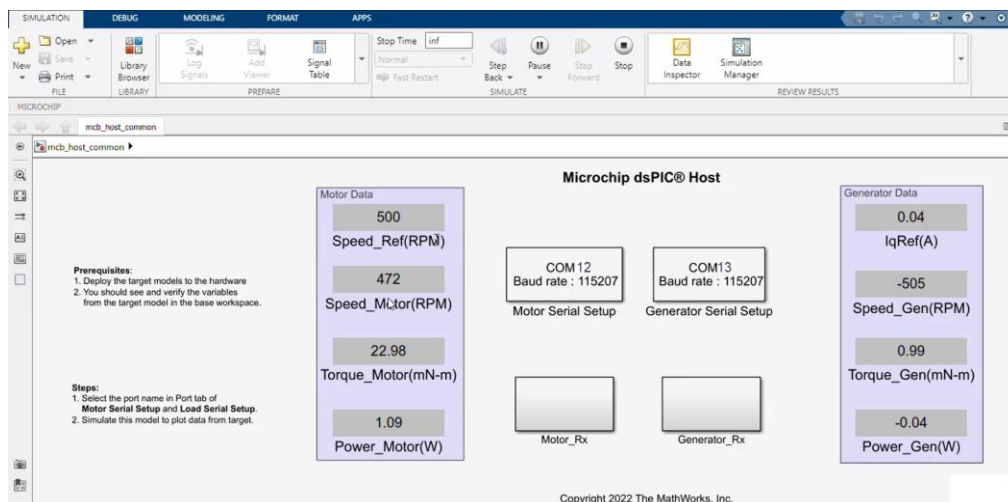 SIMULATION DEBUG MODELING FORMAT APPS
New
Open
Save
Print
FILE
Library
Browser
LIBRARY
Log
Signals
Add
Viewer
Signal
Table
PREPARE
Stop Time inf
Normal
Fast Restart
Step
Back
Pause
Step
Forward
Stop
SIMULATE
Data
Inspector
Simulation
Manager
REVIEW RESULTS
MICROCHIP
mcb_host_common
mcb_host_common
Microchip dsPIC® Host
Prerequisites:
1. Deploy the target models to the hardware
2. You should see and verify the variables
from the target model in the base workspace.
Steps:
1. Select the port name in Port tab of
Motor Serial Setup and Load Serial Setup.
2. Simulate this model to plot data from target.
Motor Data
500
Speed_Ref(RPM)
472
Speed_Motor(RPM)
22.98
Torque_Motor(mN-m)
1.09
Power_Motor(W)
COM 12
Baud rate : 115207
Motor Serial Setup
COM13
Baud rate : 115207
Generator Serial Setup
Motor_Rx
Generator_Rx
Generator Data
0.04
IqRef(A)
-505
Speed_Gen(RPM)
0.99
Torque_Gen(mN-m)
-0.04
Power_Gen(W)
Copyright 2022 The MathWorks, Inc.